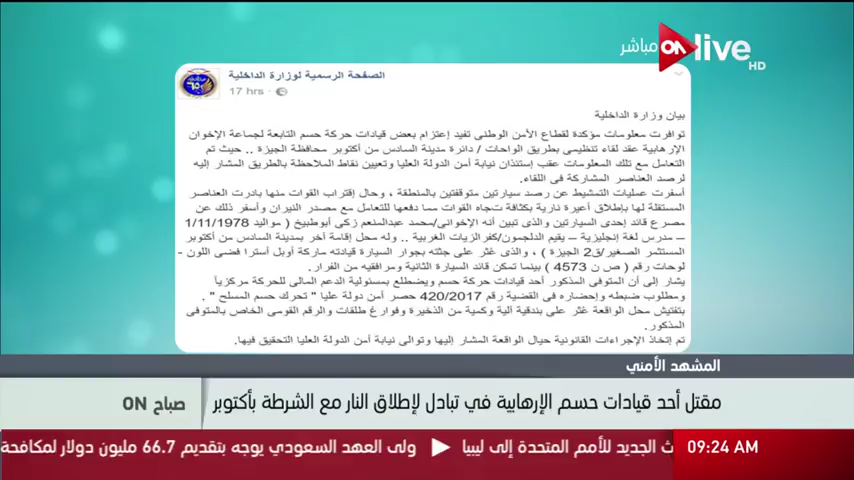 مباشر ON live HD
الصفحة الرسمية لوزارة الداخلية
17 hrs
بيان وزارة الداخلية
توافرت معلومات مؤكدة لقطاع الأمن الوطنى تفيد إعتزام بعض قيادات حركة حسم التابعة لجماعة الإخوان
الإرهابية عقد لقاء تنظيمى بطريق الواحات / دائرة مدينة السادس من أكتوبر محافظة الجيزة .. حيث تم
التعامل مع تلك المعلومات عقب إستئذان نيابة أمن الدولة العليا وتعيين نقاط الملاحظة بالطريق المشار إليه
لرصد العناصر المشاركة فى اللقاء.
أسفرت عمليات التمشيط عن رصد سيارتين متوقفتين بالمنطقة ، وحال إقتراب القوات منها بادرت العناصر
المستقلة لها بإطلاق أعيرة نارية بكثافة تجاه القوات مما دفعها للتعامل مع مصدر النيران وأسفر ذلك عن
مصرع قائد إحدى السيارتين والذى تبين أنه الإخوانى/محمد عبدالمنعم زكى أبوطبيخ ( مواليد 1/11/1978
– مدرس لغة إنجليزية – يقيم الدلجمون/كفرالزيات الغربية .. وله محل إقامة آخر بمدينة السادس من أكتوبر
المستثمر الصغير/ق2 الجيزة ) ، والذى عُثر على جثته بجوار السيارة قيادته ماركة أوبل أسترا فضى اللون -
لوحات رقم ( ص ن 4573 ) بينما تمكن قائد السيارة الثانية ومرافقيه من الفرار.
يشار إلى أن المتوفى المذكور أحد قيادات حركة حسم ويضطلع بمسئولية الدعم المالى للحركة مركزياً
ومطلوب ضبطه وإحضاره فى القضية رقم 420/2017 حصر أمن دولة عليا " تحرك حسم المسلح " .
بتفتيش محل الواقعة عُثر على بندقية آلية وكمية من الذخيرة وفوارغ طلقات والرقم القومى الخاص بالمتوفى
المذكور.
تم إتخاذ الإجراءات القانونية حيال الواقعة المشار إليها وتوالى نيابة أمن الدولة العليا التحقيق فيها.
المشهد الأمني
مقتل أحد قيادات حسم الإرهابية في تبادل لإطلاق النار مع الشرطة بأكتوبر
صباح ON
09:24 AM
ث الجديد للأمم المتحدة إلى ليبيا ولى العهد السعودي يوجه بتقديم 66.7 مليون دولار لمكافحة